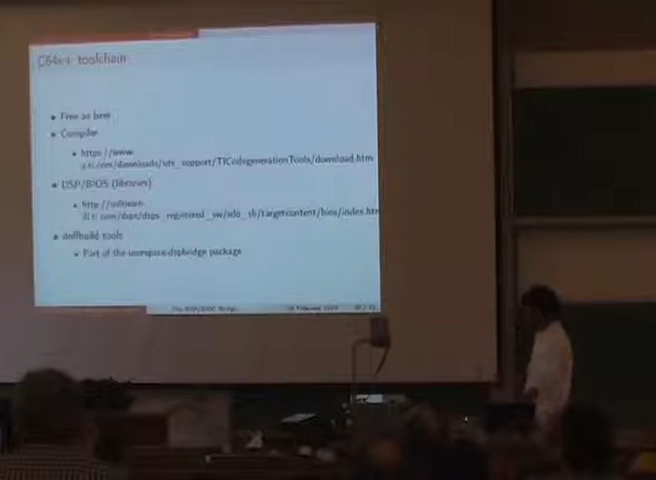 C64x+ toolchain
Free as beer
Compiler
https://www-
a.ti.com/downloads/sds_support/TICodegenerationTools/download.htm
DSP/BIOS (libraries)
http://software-
dl.ti.com/dsps/dsps_registered_sw/sdo_sb/targetcontent/bios/index.htm
doffbuild tools
Part of the userspace-dspbridge package